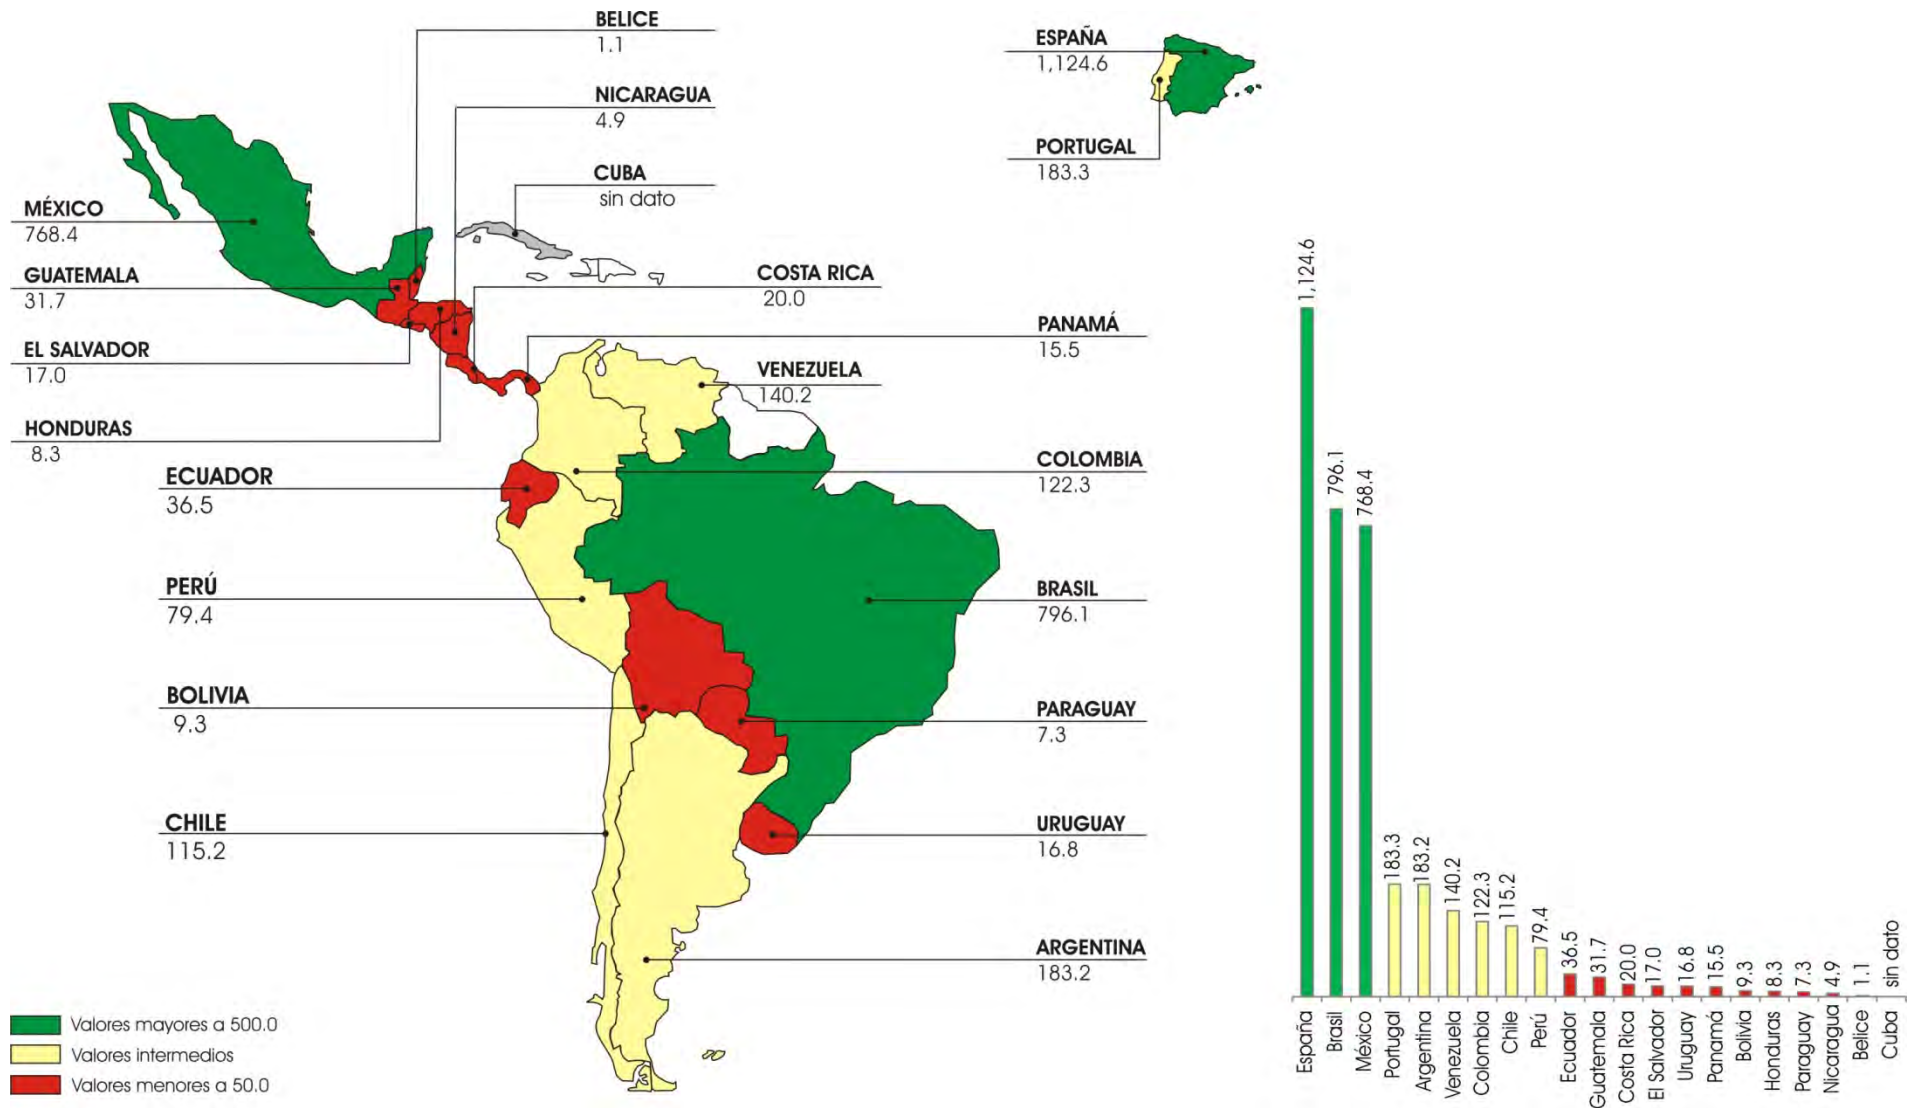 BELICE
1.1
NICARAGUA
4.9
CUBA
sin dato
ESPAÑA
1,124.6
PORTUGAL
183.3
MÉXICO
768.4
GUATEMALA
31.7
EL SALVADOR
17.0
HONDURAS
8.3
COSTA RICA
20.0
PANAMÁ
15.5
VENEZUELA
140.2
COLOMBIA
122.3
ECUADOR
36.5
PERÚ
79.4
BRASIL
796.1
BOLIVIA
9.3
PARAGUAY
7.3
CHILE
115.2
URUGUAY
16.8
ARGENTINA
183.2
Valores mayores a 500.0
Valores intermedios
Valores menores a 50.0
1,124.6
796.1
768.4
183.3
183.2
140.2
122.3
115.2
79.4
36.5
31.7
20.0
17.0
16.8
15.5
9.3
8.3
7.3
4.9
1.1
sin dato
España
Brasil
México
Portugal
Argentina
Venezuela
Colombia
Chile
Perú
Ecuador
Guatemala
Costa Rica
El Salvador
Uruguay
Panamá
Bolivia
Honduras
Paraguay
Nicaragua
Belice
Cuba